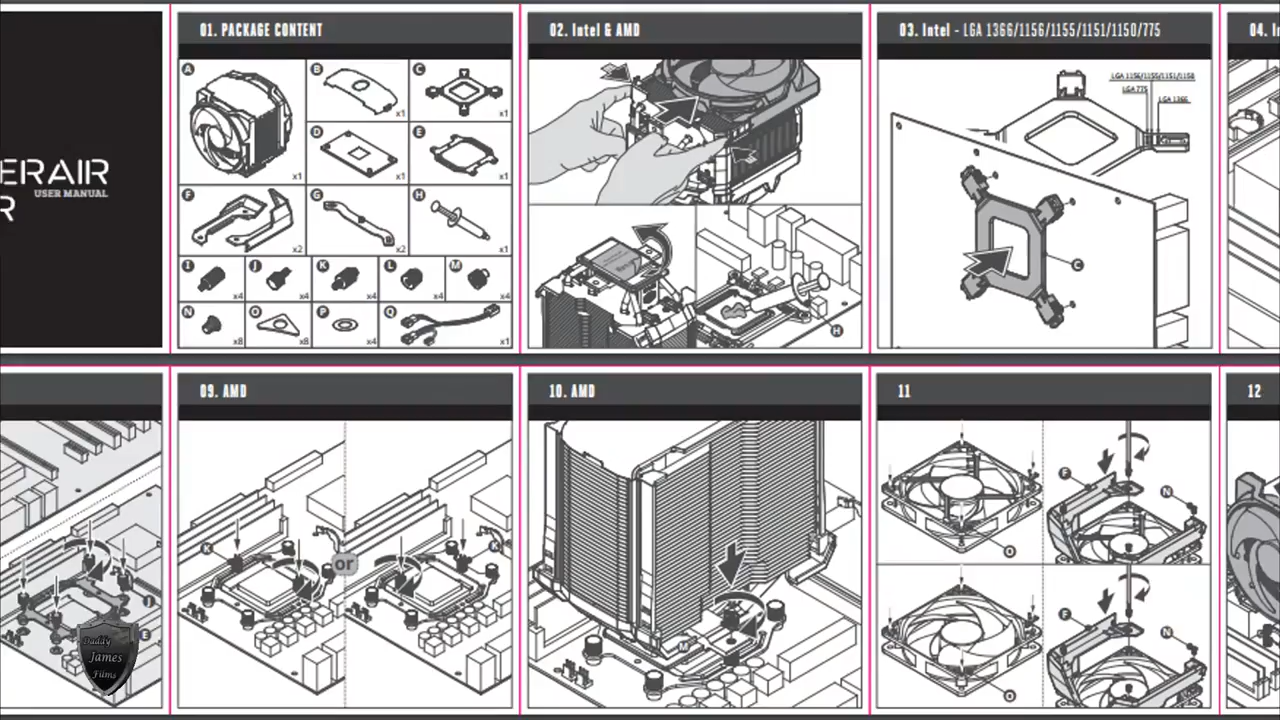 ERAIR
USER MANUAL
R
01. PACKAGE CONTENT
A
x1
B
x1
C
x1
D
x1
E
x1
F
x2
G
x2
H
x1
I
x4
J
x4
K
x4
L
x4
M
x4
N
x8
O
x8
P
x4
Q
x1
02. Intel & AMD
H
03. Intel - LGA 1366/1156/1155/1151/1150/775
LGA 1156/1155/1151/1150
LGA 775
LGA 1366
C
04. I
J
E
Daddy
James
Films
09. AMD
K
or
K
10. AMD
M
11
F
N
O
F
N
O
12